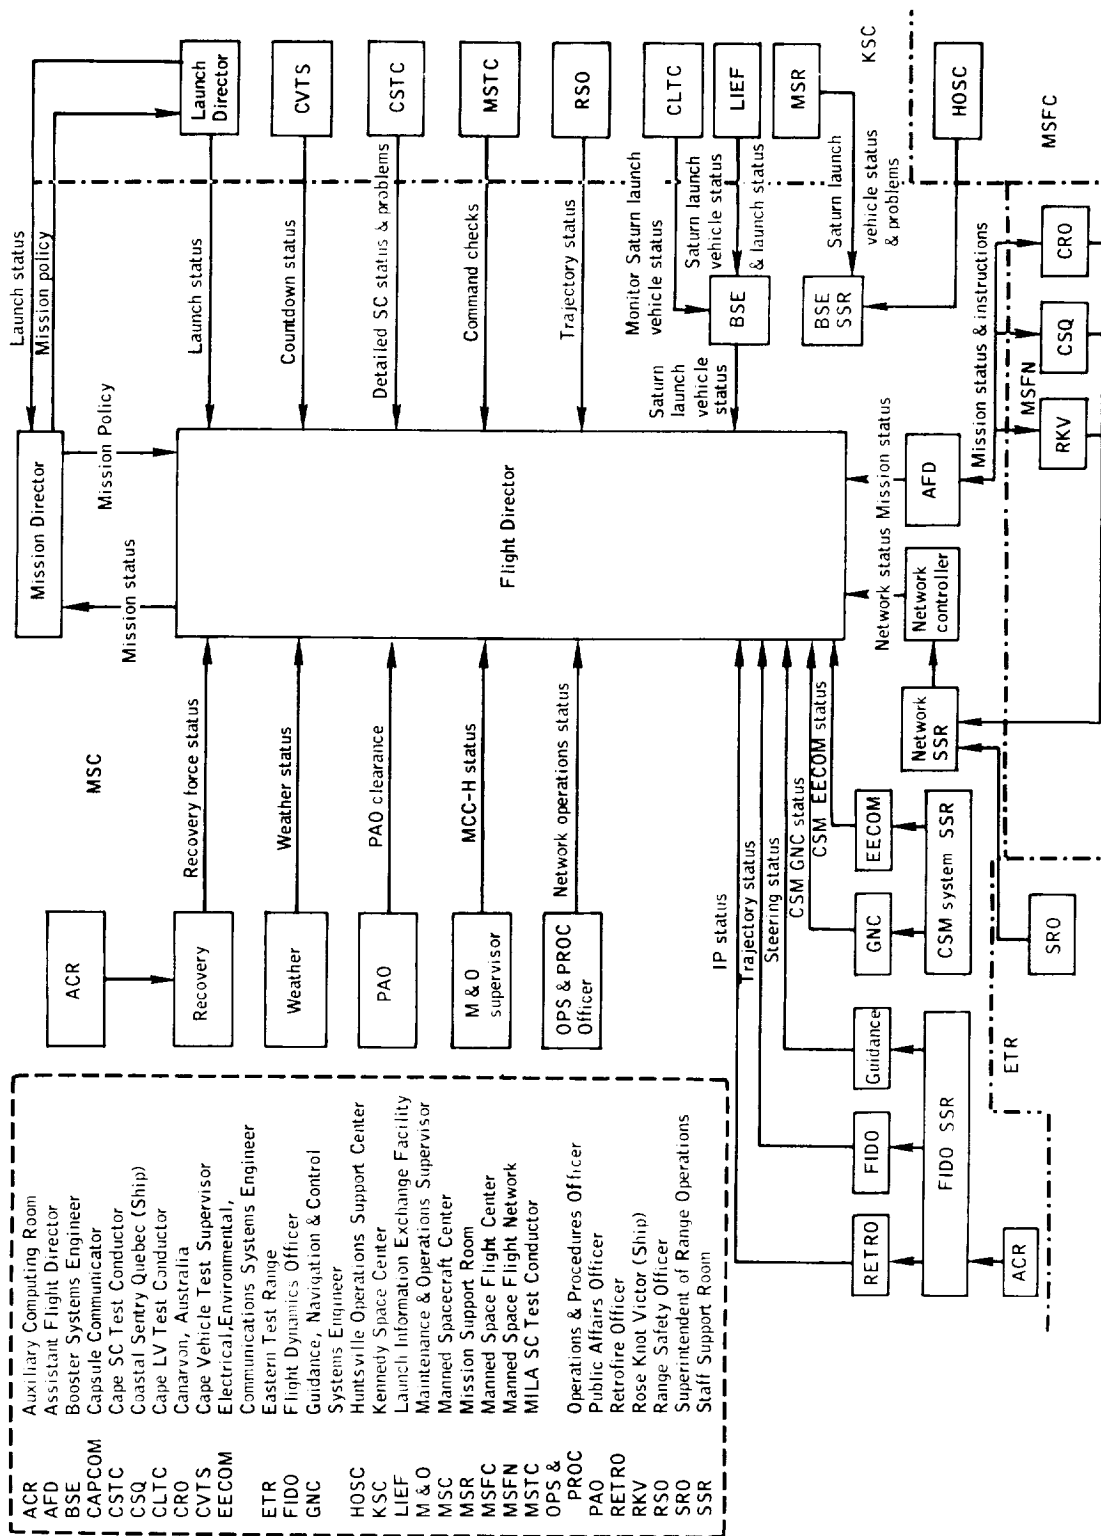 ACR Auxiliary Computing Room
AFD Assistant Flight Director
BSE Booster Systems Engineer
CAPCOM Capsule Communicator
CSTC Cape SC Test Conductor
CSQ Coastal Sentry Quebec (Ship)
CLTC Cape LV Test Conductor
CRO Canarvon, Australia
CVTS Cape Vehicle Test Supervisor
EECOM Electrical,Environmental,
Communications Systems Engineer
ETR Eastern Test Range
FIDO Flight Dynamics Officer
GNC Guidance, Navigation & Control
Systems Engineer
HOSC Huntsville Operations Support Center
KSC Kennedy Space Center
LIEF Launch Information Exchange Facility
M & O Maintenance & Operations Supervisor
MSC Manned Spacecraft Center
MSR Mission Support Room
MSFC Manned Space Flight Center
MSFN Manned Space Flight Network
MSTC MILA SC Test Conductor
OPS &
PROC Operations & Procedures Officer
PAO Public Affairs Officer
RETRO Retrofire Officer
RKV Rose Knot Victor (Ship)
RSO Range Safety Officer
SRO Superintendent of Range Operations
SSR Staff Support Room
MSC
ACR
Recovery
Recovery force status
Weather
Weather status
PAO
PAO clearance
M & O
supervisor
MCC-H status
OPS & PROC
Officer
Network operations status
Mission Director
Mission status
Mission Policy
Launch status
Mission policy
Flight Director
Launch
Director
Launch status
CVTS
Countdown status
CSTC
Detailed SC status & problems
MSTC
Command checks
RSO
Trajectory status
CLTC
Monitor Saturn launch
vehicle status
LIEF
Saturn launch
vehicle status
& launch status
BSE
Saturn
launch
vehicle
status
MSR
Saturn launch
vehicle status
& problems
BSE
SSR
KSC
HOSC
MSFC
IP status
Trajectory status
Steering status
CSM GNC status
CSM EECOM status
Network status
Mission status
RETRO
FIDO
Guidance
GNC
EECOM
FIDO SSR
CSM system SSR
ACR
Network
SSR
Network
controller
AFD
Mission status & instructions
MSFN
RKV
CSQ
CRO
ETR
SRO